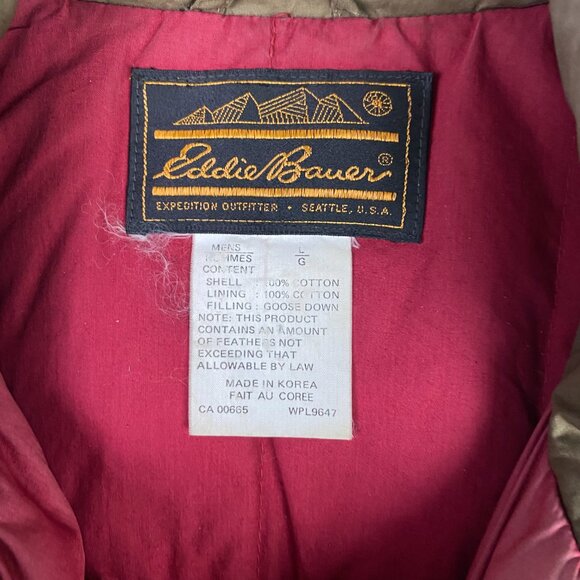 Eddie Bauer®
EXPEDITION OUTFITTER • SEATTLE, U.S.A.
MENS L
HOMMES G
CONTENT
SHELL : 100% COTTON
LINING : 100% COTTON
FILLING : GOOSE DOWN
NOTE: THIS PRODUCT
CONTAINS AN AMOUNT
OF FEATHERS NOT
EXCEEDING THAT
ALLOWABLE BY LAW
MADE IN KOREA
FAIT AU COREE
CA 00665 WPL9647